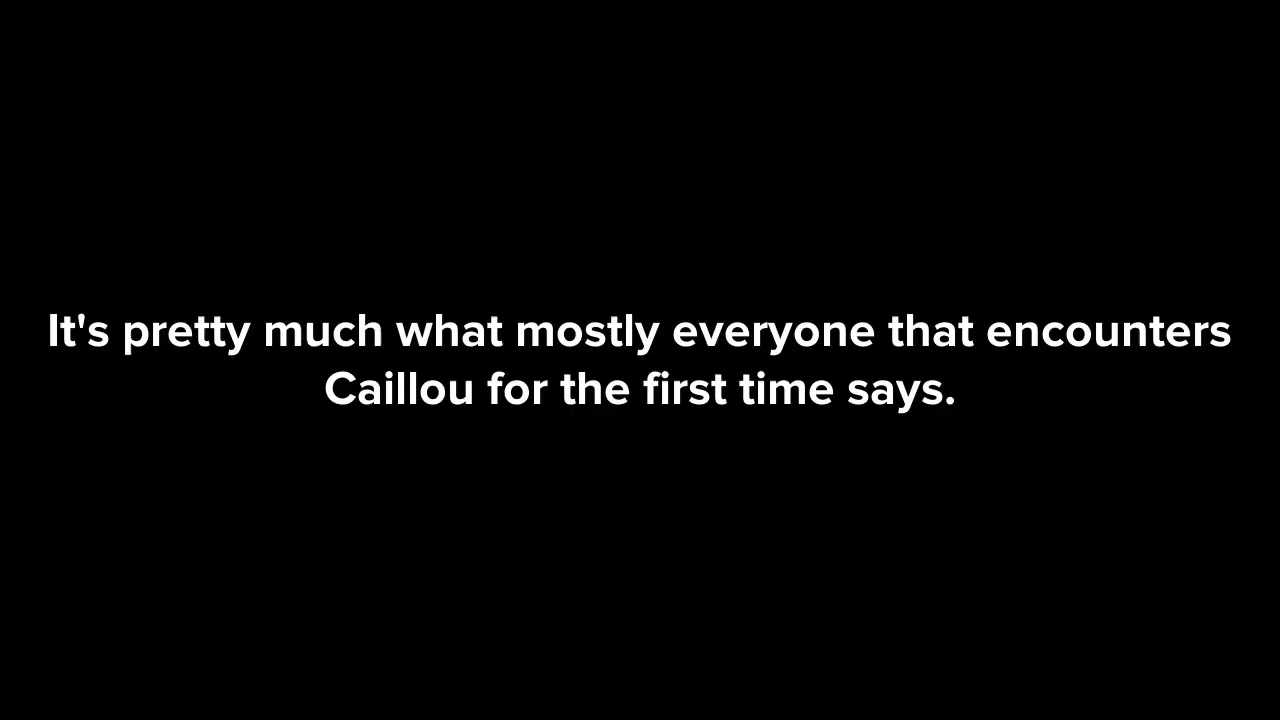 It's pretty much what mostly everyone that encounters
Caillou for the first time says.